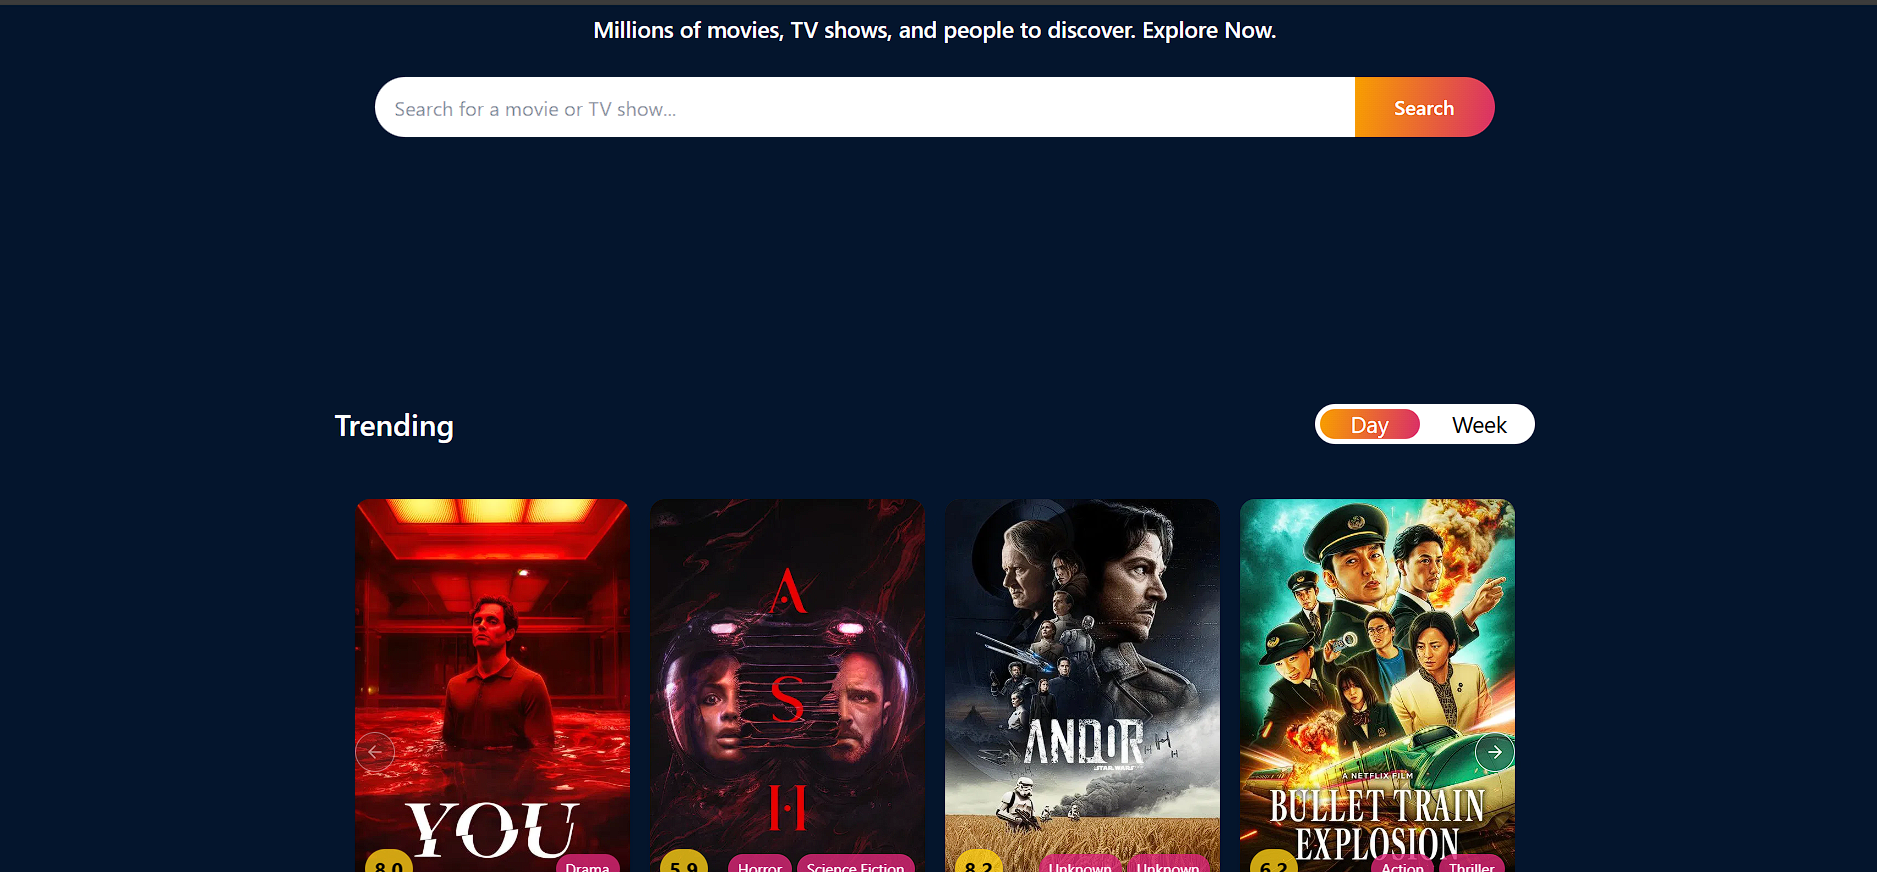 Millions of movies, TV shows, and people to discover. Explore Now.
Search for a movie or TV show...
Search
Trending
Day
Week
YOU
8.0
Drama
A
S
H
5.9
Horror
Science Fiction
ANDOR
STAR WARS
8.2
Unknown
Unknown
A NETFLIX FILM
BULLET TRAIN
EXPLOSION
6.2
Action
Thriller